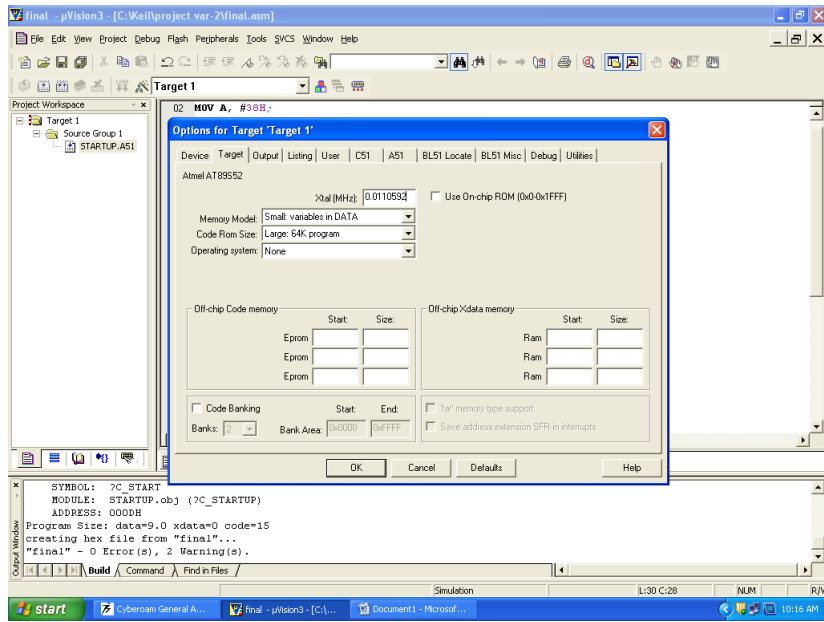 final - µVision3 - [C:\Keil\project var-2\final.asm]
File Edit View Project Debug Flash Peripherals Tools SVCS Window Help
Target 1
Project Workspace
Target 1
Source Group 1
STARTUP.A51
02 MOV A, #38H;
Options for Target 'Target 1'
Device Target Output Listing User C51 A51 BL51 Locate BL51 Misc Debug Utilities
Atmel AT89S52
Xtal (MHz): 0.0110592
Use On-chip ROM (0x0-0x1FFF)
Memory Model: Small: variables in DATA
Code Rom Size: Large: 64K program
Operating system: None
Off-chip Code memory
Start: Size:
Eprom
Eprom
Eprom
Off-chip Xdata memory
Start: Size:
Ram
Ram
Ram
Code Banking
Start: End:
Banks: 2 Bank Area: 0x0000 0xFFFF
'far' memory type support
Save address extension SFR in interrupts
OK Cancel Defaults Help
SYMBOL: ?C_START
MODULE: STARTUP.obj (?C_STARTUP)
ADDRESS: 000DH
Program Size: data=9.0 xdata=0 code=15
creating hex file from "final"...
"final" - 0 Error(s), 2 Warning(s).
Output Window
Build Command Find in Files
Simulation L:30 C:28 NUM R/W
start Cyberoam General A... final - µVision3 - [C:\... Document1 - Microsof... 10:16 AM